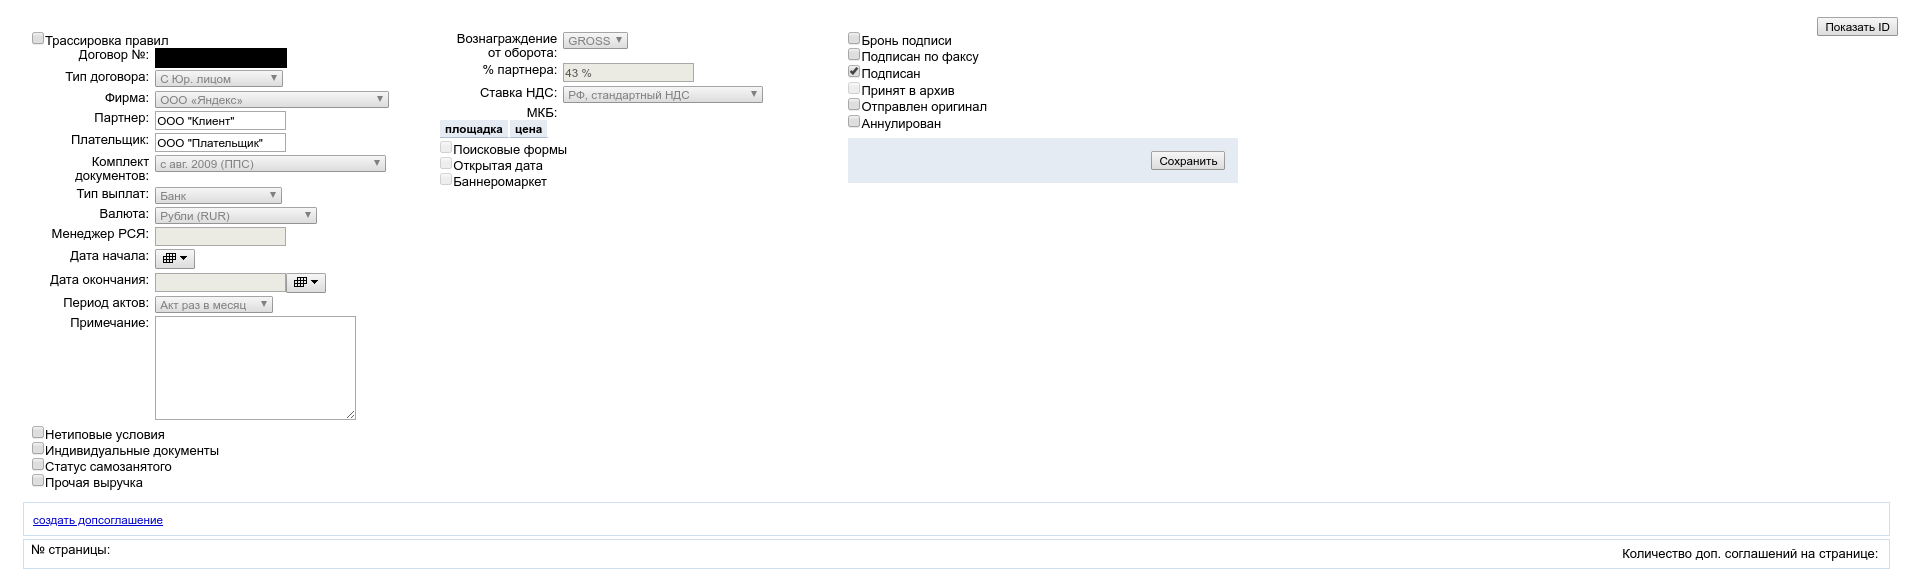 Показать ID
Трассировка правил
Договор №:
Тип договора: С Юр. лицом
Фирма: ООО «Яндекс»
Партнер: ООО "Клиент"
Плательщик: ООО "Плательщик"
Комплект
документов: с авг. 2009 (ППС)
Тип выплат: Банк
Валюта: Рубли (RUR)
Менеджер РСЯ:
Дата начала:
Дата окончания:
Период актов: Акт раз в месяц
Примечание:
Нетиповые условия
Индивидуальные документы
Статус самозанятого
Прочая выручка
Вознаграждение
от оборота: GROSS
% партнера: 43 %
Ставка НДС: РФ, стандартный НДС
МКБ:
площадка цена
Поисковые формы
Открытая дата
Баннеромаркет
Бронь подписи
Подписан по факсу
Подписан
Принят в архив
Отправлен оригинал
Аннулирован
Сохранить
создать допсоглашение
№ страницы:
Количество доп. соглашений на странице: